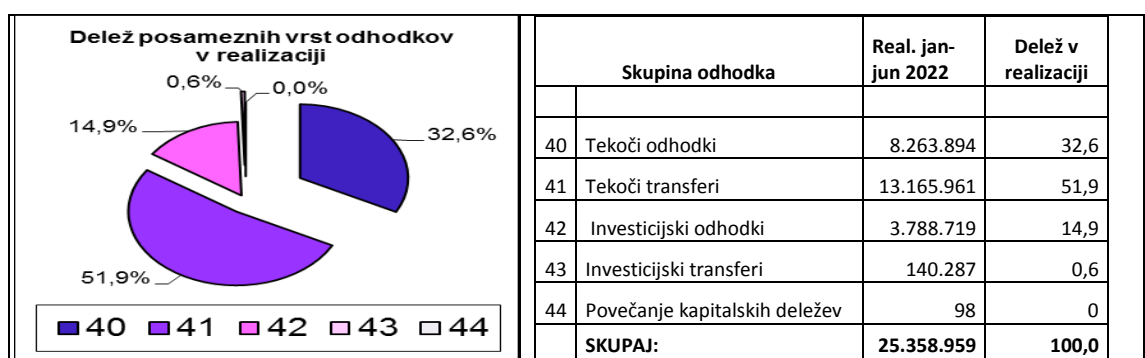 Delež posameznih vrst odhodkov
v realizaciji
0,6%
0,0%
14,9%
32,6%
51,9%
40 41 42 43 44
Skupina odhodka Real. jan-jun 2022 Delež v realizaciji
40 Tekoči odhodki 8.263.894 32,6
41 Tekoči transferi 13.165.961 51,9
42 Investicijski odhodki 3.788.719 14,9
43 Investicijski transferi 140.287 0,6
44 Povečanje kapitalskih deležev 98 0
SKUPAJ: 25.358.959 100,0